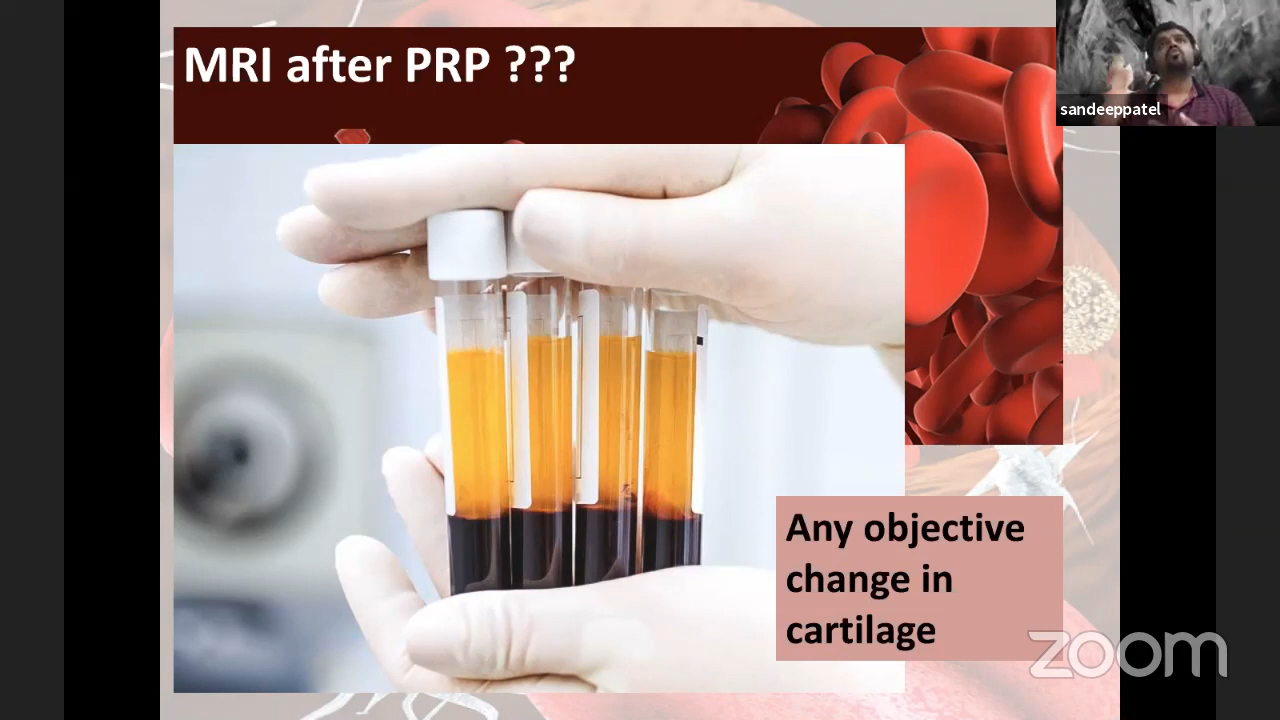 MRI after PRP ???
sandeeppatel
Any objective
change in
cartilage
zoom